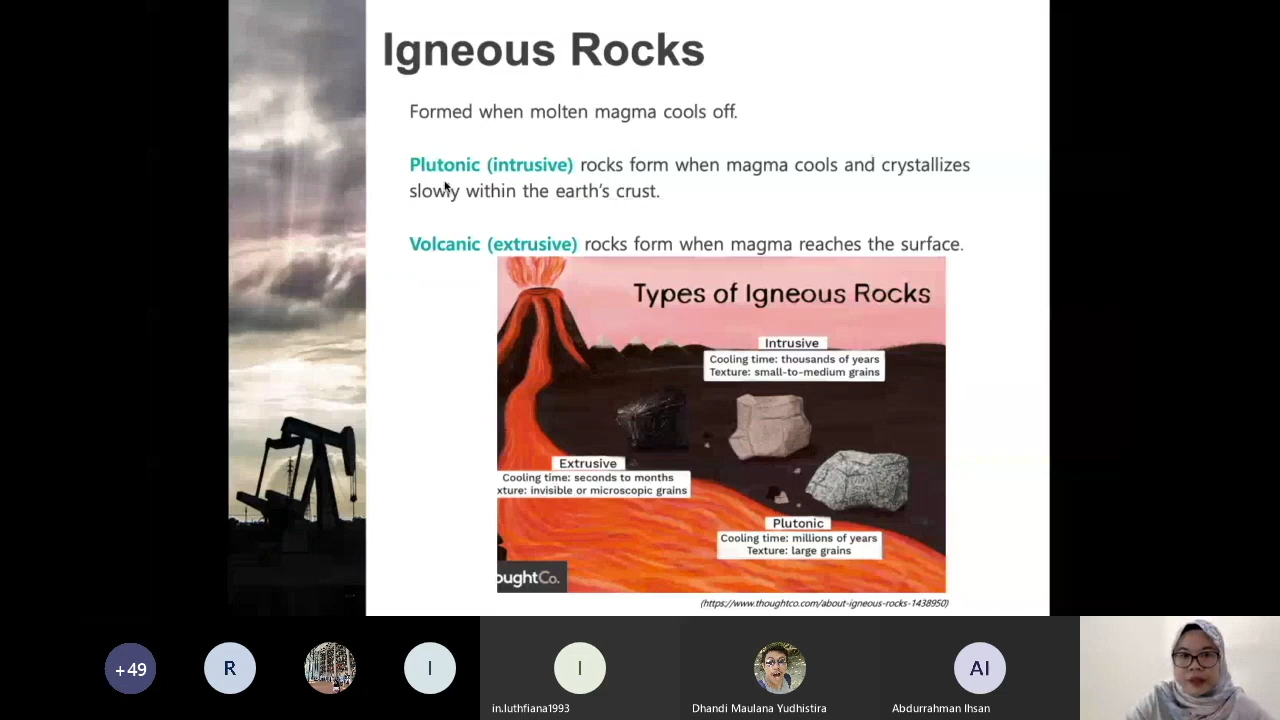 Igneous Rocks
Formed when molten magma cools off.
Plutonic (intrusive) rocks form when magma cools and crystallizes
slowly within the earth's crust.
Volcanic (extrusive) rocks form when magma reaches the surface.
Types of Igneous Rocks
Intrusive
Cooling time: thousands of years
Texture: small-to-medium grains
Extrusive
Cooling time: seconds to months
xture: invisible or microscopic grains
Plutonic
Cooling time: millions of years
Texture: large grains
oughtCo.
(https://www.thoughtco.com/about-igneous-rocks-1438950)
+49
R
I
I
AI
in.luthfiana1993
Dhandi Maulana Yudhistira
Abdurrahman Ihsan